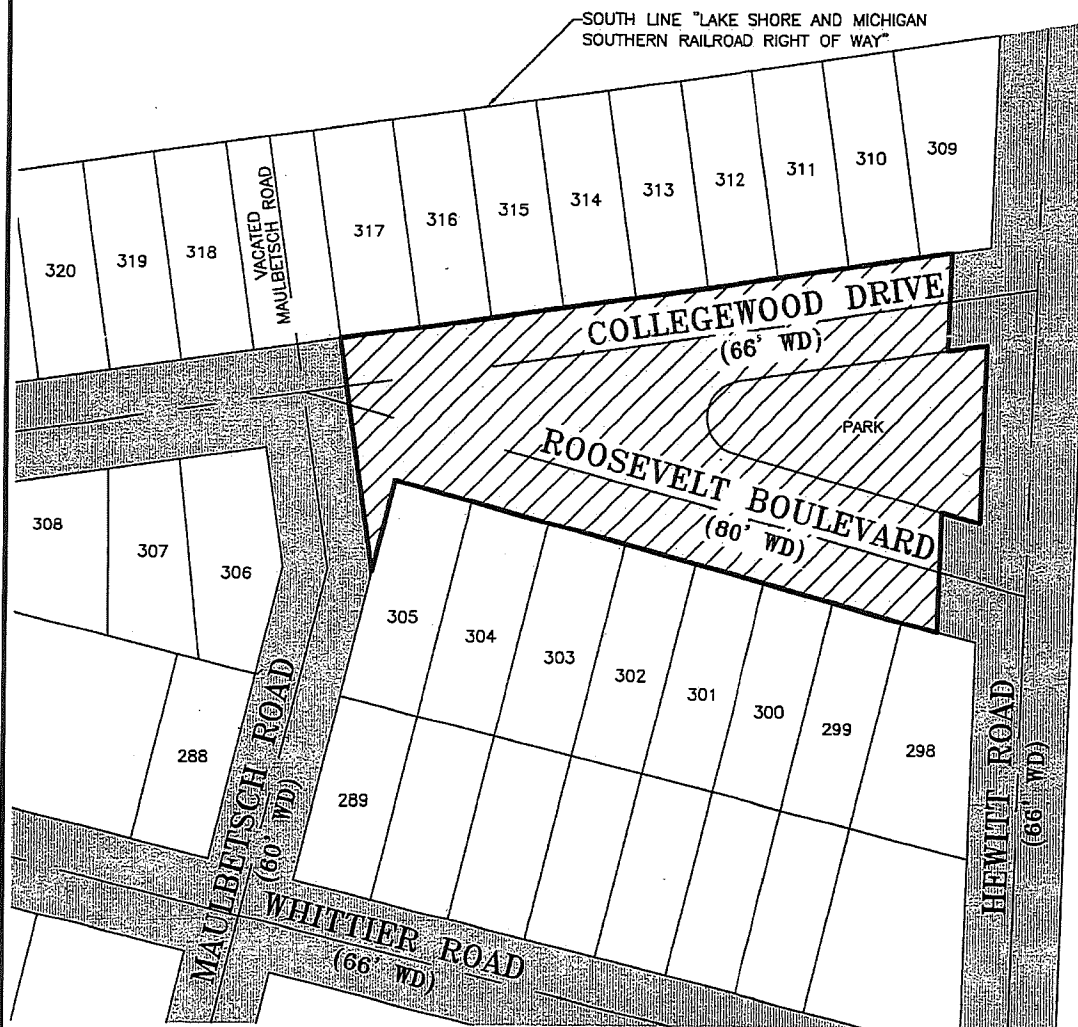 SOUTH LINE "LAKE SHORE AND MICHIGAN
SOUTHERN RAILROAD RIGHT OF WAY"
309
310
311
312
313
314
315
316
317
VACATED
MAULBETSCH ROAD
318
319
320
COLLEGEWOOD DRIVE
(66' WD)
PARK
ROOSEVELT BOULEVARD
(80' WD)
308
307
306
305
304
303
302
301
300
299
298
288
289
MAULBETSCH ROAD
(60' WD)
WHITTIER ROAD
(66' WD)
HEWITT ROAD
(66' WD)